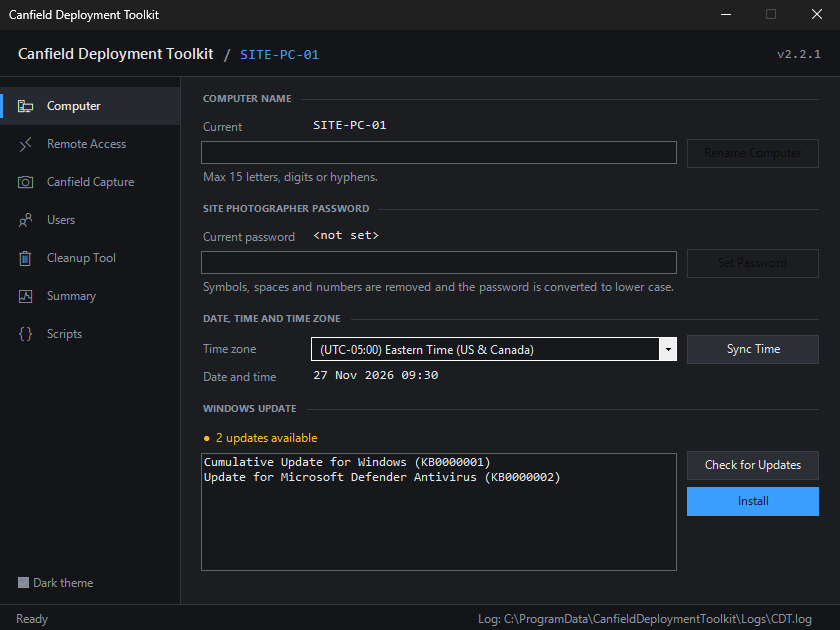 Canfield Deployment Toolkit
Canfield Deployment Toolkit / SITE-PC-01
v2.2.1
Computer
Remote Access
Canfield Capture
Users
Cleanup Tool
Summary
Scripts
Dark theme
COMPUTER NAME
Current SITE-PC-01
Rename Computer
Max 15 letters, digits or hyphens.
SITE PHOTOGRAPHER PASSWORD
Current password <not set>
Set Password
Symbols, spaces and numbers are removed and the password is converted to lower case.
DATE, TIME AND TIME ZONE
Time zone (UTC-05:00) Eastern Time (US & Canada)
Sync Time
Date and time 27 Nov 2026 09:30
WINDOWS UPDATE
2 updates available
Cumulative Update for Windows (KB0000001)
Update for Microsoft Defender Antivirus (KB0000002)
Check for Updates
Install
Ready
Log: C:\ProgramData\CanfieldDeploymentToolkit\Logs\CDT.log